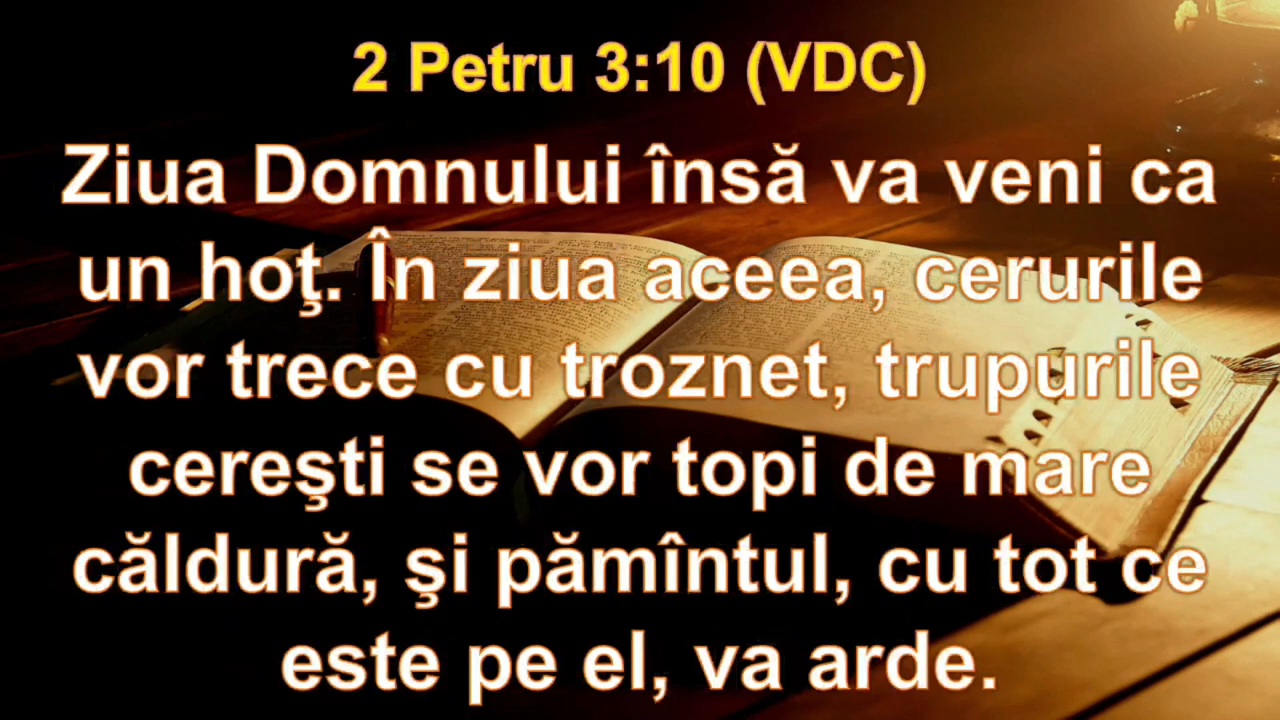 2 Petru 3:10 (VDC)
Ziua Domnului însă va veni ca
un hoţ. În ziua aceea, cerurile
vor trece cu troznet, trupurile
cereşti se vor topi de mare
căldură, şi pămîntul, cu tot ce
este pe el, va arde.